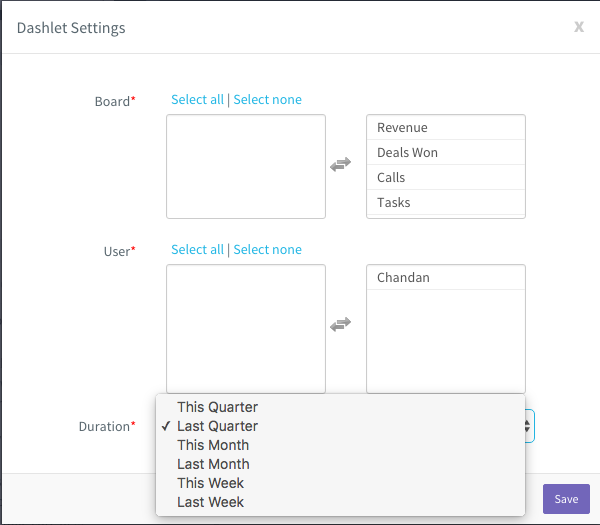 Dashlet Settings X
Board* Select all | Select none
Revenue
Deals Won
Calls
Tasks
User* Select all | Select none
Chandan
Duration*
This Quarter
✓ Last Quarter
This Month
Last Month
This Week
Last Week
Save